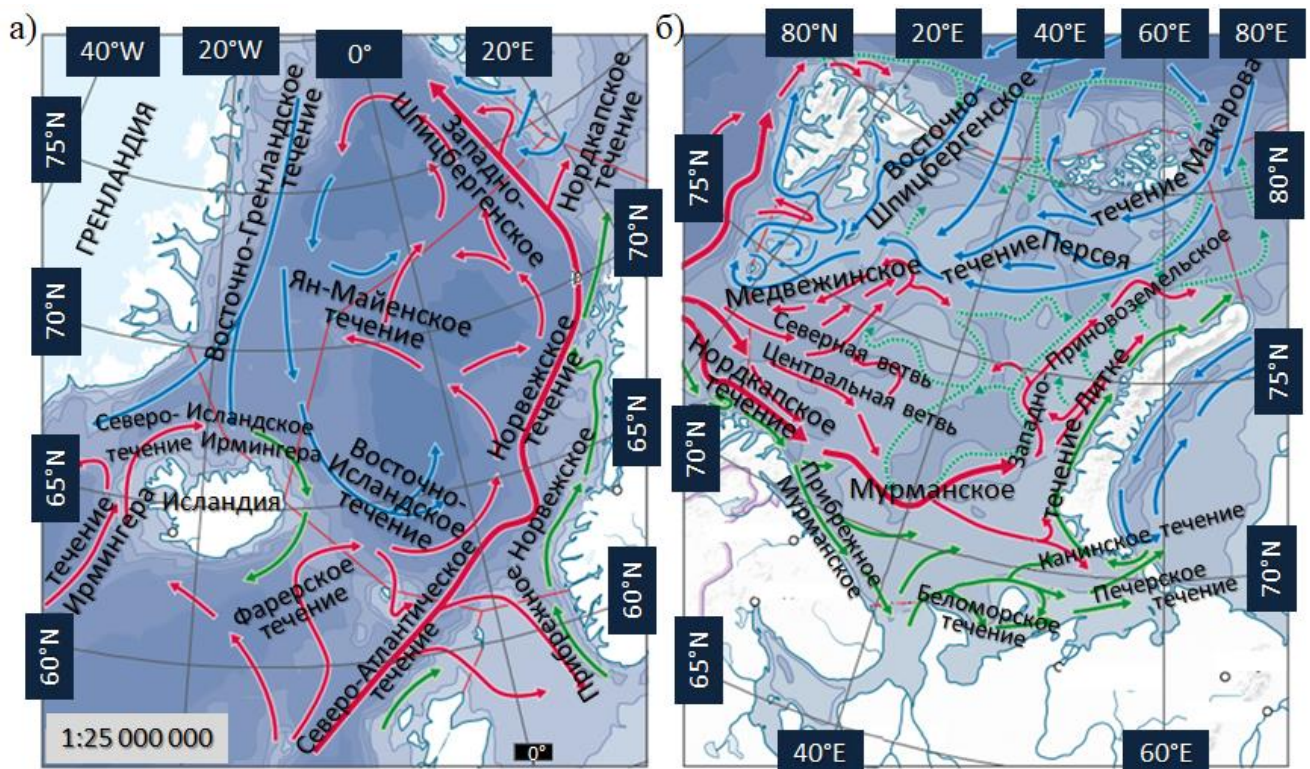 а)
40°W
20°W
0°
20°E
75°N
70°N
65°N
60°N
70°N
65°N
60°N
ГРЕНЛАНДИЯ
Восточно-Гренландское
течение
Западно-
Шпицбергенское
Нордкапское
течение
Ян-Майенское
течение
Норвежское
течение
Северо- Исландское
течение Ирмингера
Исландия
течение
Ирмингера
Восточно-
Исландское
течение
Прибрежное Норвежское
Фарерское
течение
Северо-Атлантическое
течение
1:25 000 000
0°
б)
80°N
20°E
40°E
60°E
80°E
75°N
70°N
65°N
80°N
75°N
70°N
Восточно-
Шпицбергенское
течение Макарова
течение Персея
Медвежинское
Северная ветвь
Центральная ветвь
Нордкапское
течение
Западно- Приновоземельское
течение Литке
Мурманское
Прибрежное
Мурманское
Канинское течение
Беломорское
течение
Печерское
течение
40°E
60°E